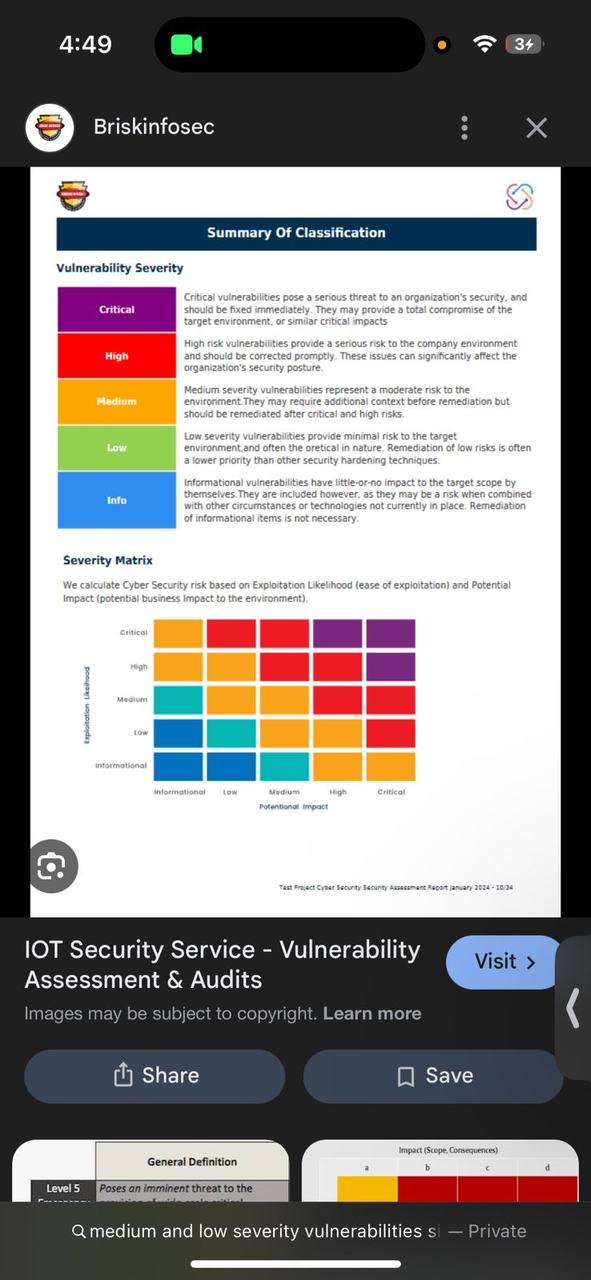 4:49
3
Briskinfosec
Summary Of Classification
Vulnerability Severity
Critical
Critical vulnerabilities pose a serious threat to an organization's security, and
should be fixed immediately. They may provide a total compromise of the
target environment, or similar critical impacts
High
High risk vulnerabilities provide a serious risk to the company environment
and should be corrected promptly. These issues can significantly affect the
organization's security posture.
Medium
Medium severity vulnerabilities represent a moderate risk to the
environment.They may require additional context before remediation but
should be remediated after critical and high risks.
Low
Low severity vulnerabilities provide minimal risk to the target
environment,and often the oretical in nature. Remediation of low risks is often
a lower priority than other security hardening techniques.
Info
Informational vulnerabilities have little-or-no impact to the target scope by
themselves.They are included however, as they may be a risk when combined
with other circumstances or technologies not currently in place. Remediation
of informational items is not necessary.
Severity Matrix
We calculate Cyber Security risk based on Exploitation Likelihood (ease of exploitation) and Potential
Impact (potential business Impact to the environment).
Exploitation Likelihood
Critical
High
Medium
Low
Informational
Informational Low Medium High Critical
Potentional Impact
Test Project Cyber Security Security Assessment Report January 2024 - 10/34
IOT Security Service - Vulnerability
Assessment & Audits
Visit
Images may be subject to copyright. Learn more
Share
Save
General Definition
Level 5
Poses an imminent threat to the
Impact (Scope, Consequences)
a b c d
medium and low severity vulnerabilities si — Private